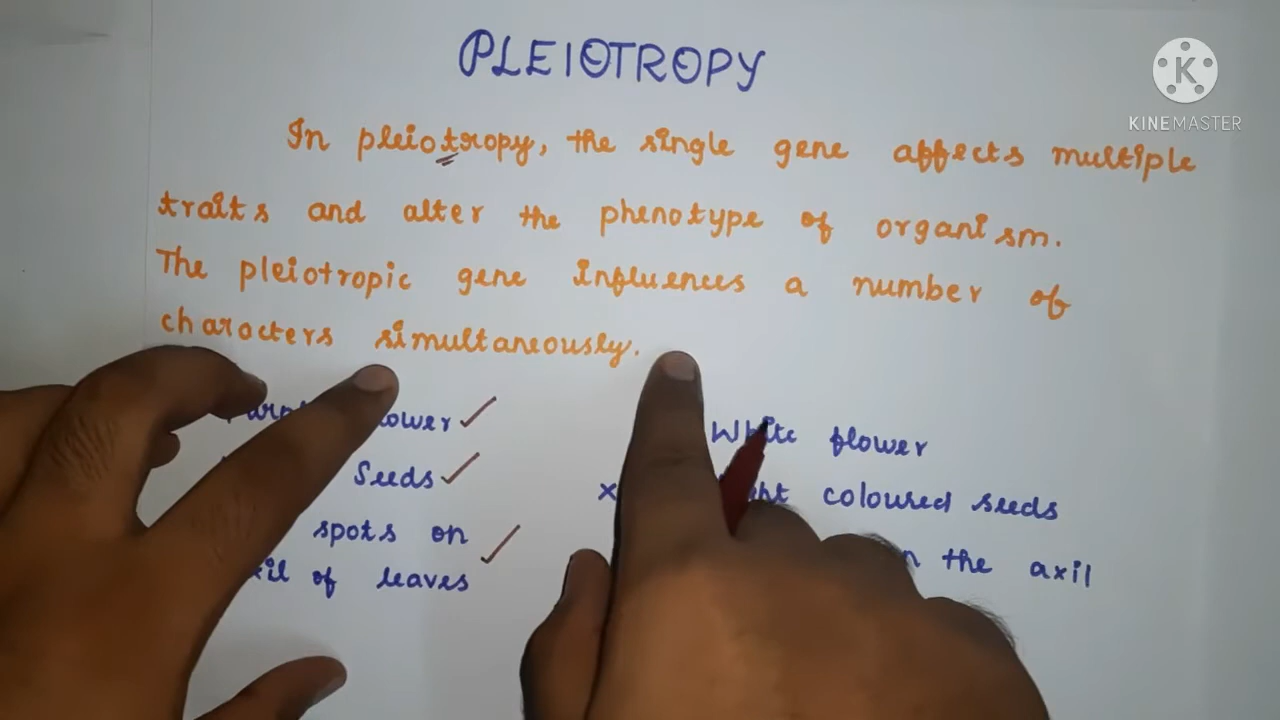 PLEIOTROPY
KINEMASTER
In pleiotropy, the single gene affects multiple
traits and alter the phenotype of organism.
The pleiotropic gene influences a number of
characters simultaneously.
White flower
Seeds
x coloured seeds
spots on
the axil
of leaves